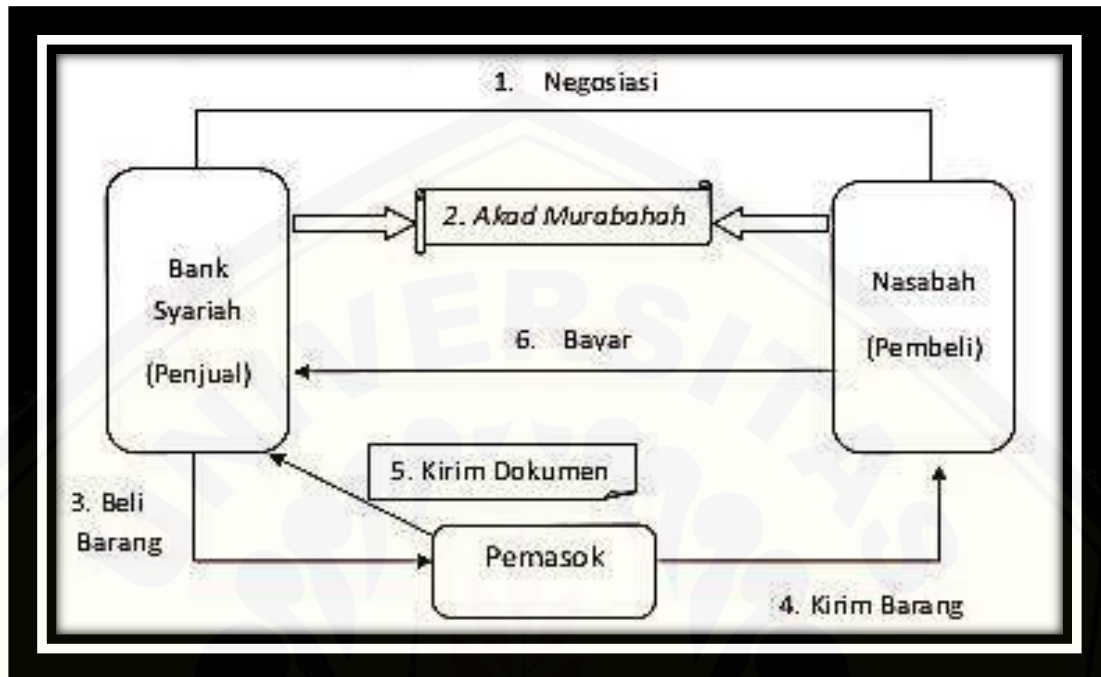 1. Negosiasi
2. Akad Murabahah
Bank
Syariah
(Penjual)
Nasabah
(Pembeli)
6. Bayar
5. Kirim Dokumen
3. Beli
Barang
Pemasok
4. Kirim Barang
UNIVERSITAS